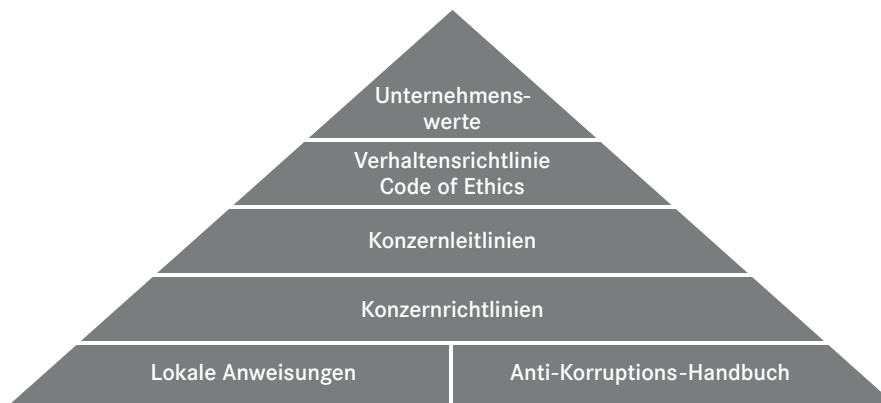 Unternehmens-
werte
Verhaltensrichtlinie
Code of Ethics
Konzernleitlinien
Konzernrichtlinien
Lokale Anweisungen
Anti-Korruptions-Handbuch